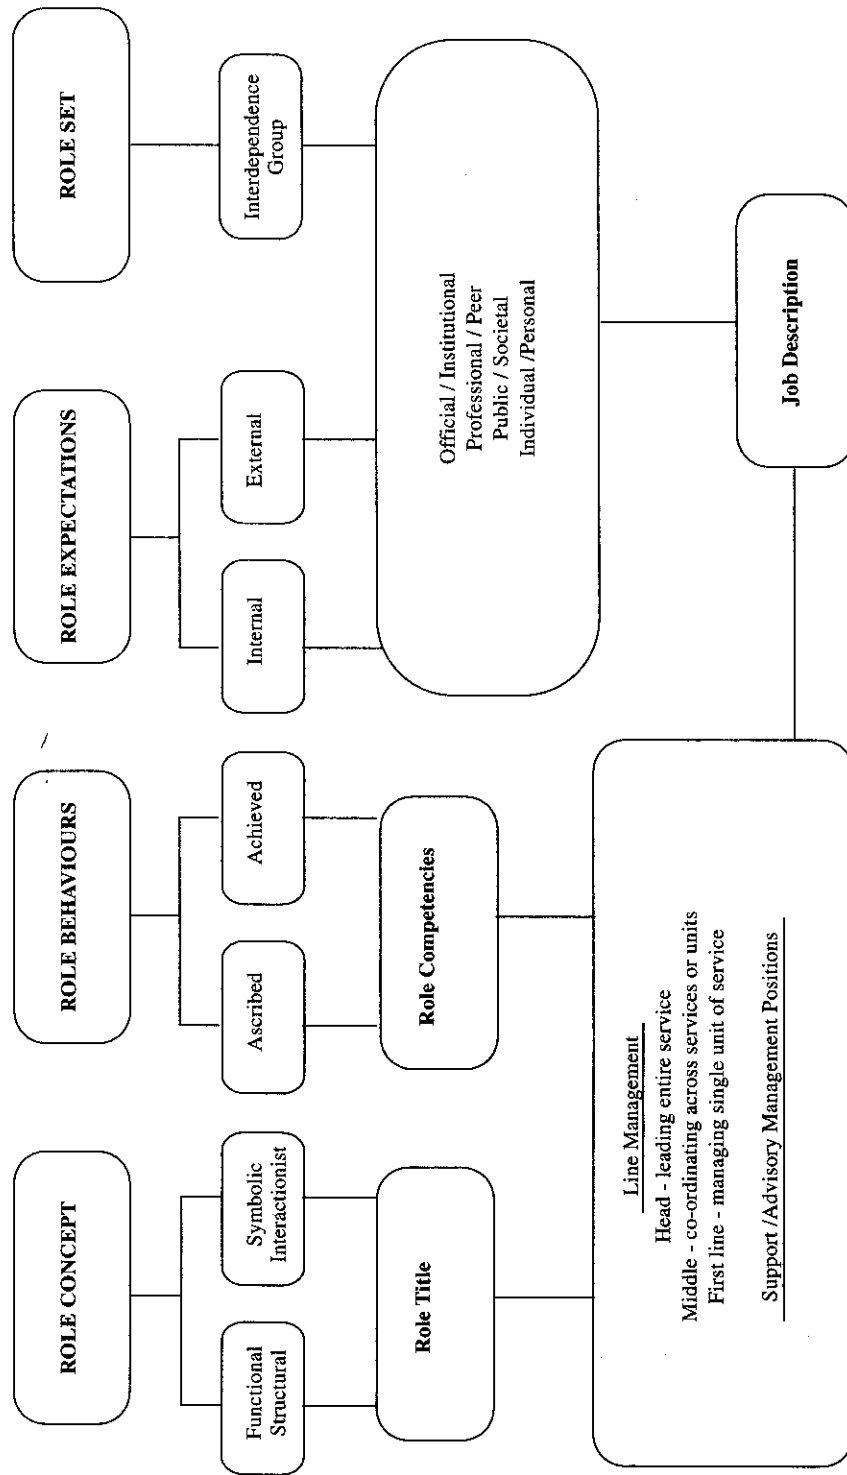 ROLE CONCEPT
ROLE BEHAVIOURS
ROLE EXPECTATIONS
ROLE SET
Functional
Structural
Symbolic
Interactionist
Ascribed
Achieved
Internal
External
Interdependence
Group
Role Title
Role Competencies
Official / Institutional
Professional / Peer
Public / Societal
Individual /Personal
Line Management
Head - leading entire service
Middle - co-ordinating across services or units
First line - managing single unit of service
Support /Advisory Management Positions
Job Description